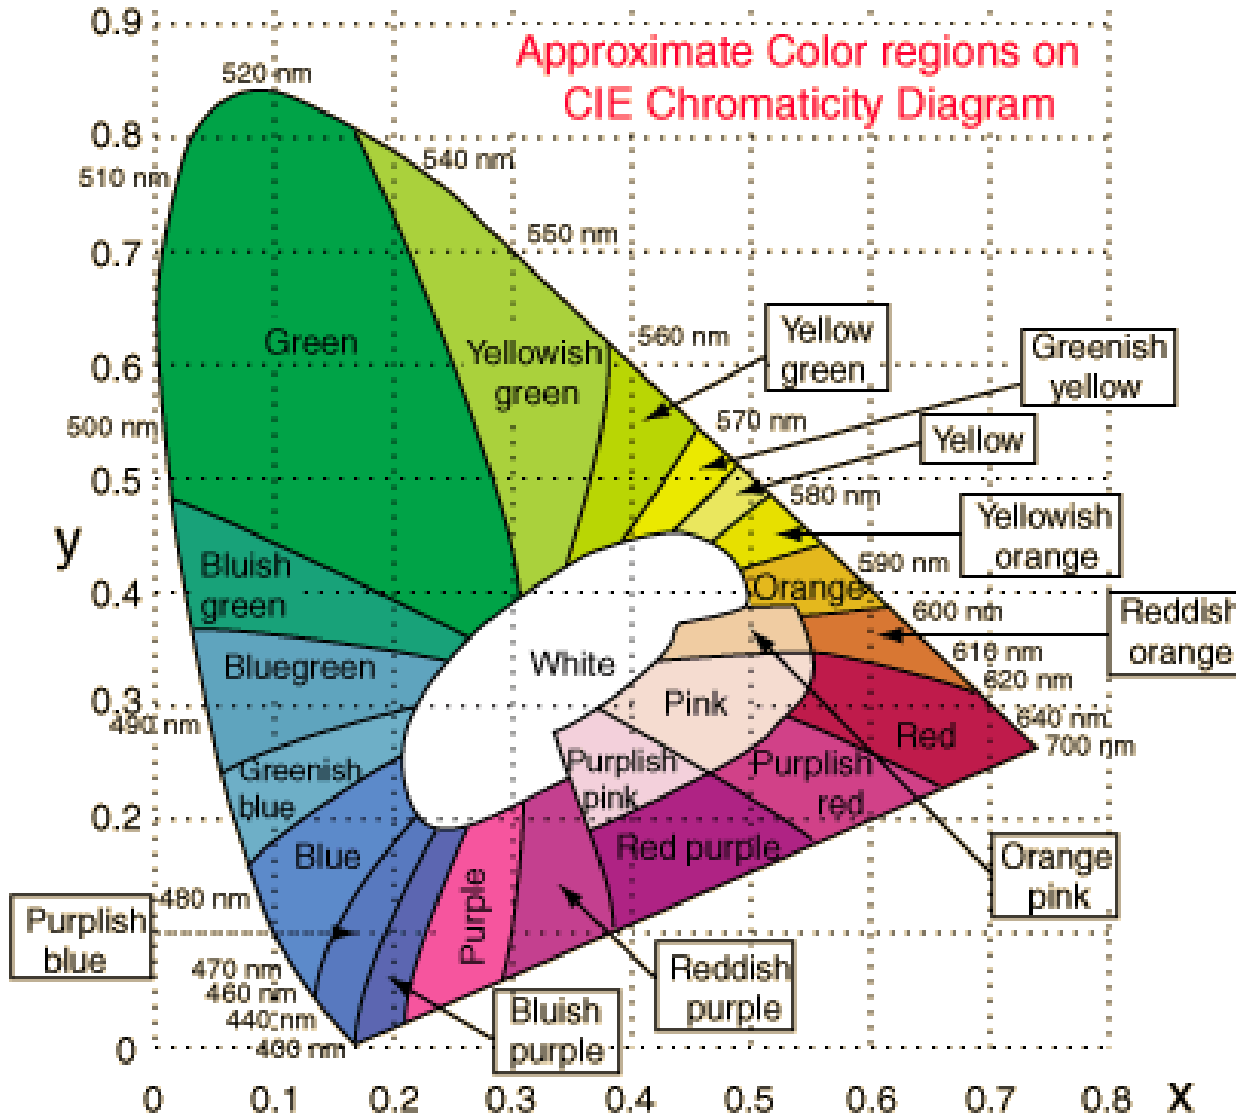 Approximate Color regions on
CIE Chromaticity Diagram
0.9
520 nm
0.8
540 nm
510 nm
550 nm
0.7
560 nm
Yellow
green
Greenish
yellow
Green
Yellowish
green
0.6
570 nm
500 nm
Yellow
0.5
580 nm
Yellowish
orange
y
Bluish
green
590 nm
Orange
0.4
600 nm
Reddish
orange
White
Bluegreen
610 nm
620 nm
0.3
Pink
490 nm
640 nm
700 nm
Red
Greenish
blue
Purplish
pink
Purplish
red
0.2
Blue
Red purple
Orange
pink
480 nm
Purplish
blue
Purple
470 nm
460 nm
440 nm
Reddish
purple
Bluish
purple
0
400 nm
0 0.1 0.2 0.3 0.4 0.5 0.6 0.7 0.8 x